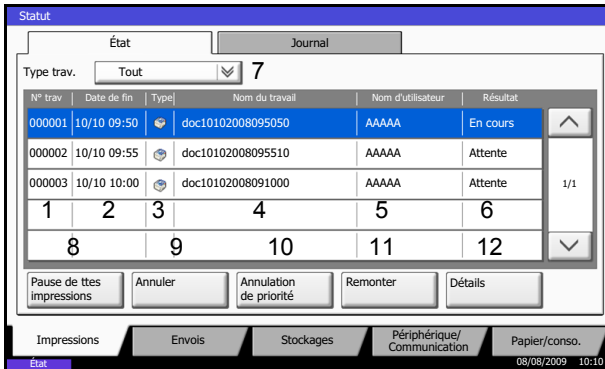 Statut
État Journal
Type trav. Tout 7
N° trav Date de fin Type Nom du travail Nom d'utilisateur Résultat
000001 10/10 09:50 doc10102008095050 AAAAA En cours
000002 10/10 09:55 doc10102008095510 AAAAA Attente
000003 10/10 10:00 doc10102008091000 AAAAA Attente
1/1
1 2 3 4 5 6
8 9 10 11 12
Pause de ttes
impressions
Annuler
Annulation
de priorité
Remonter
Détails
Impressions Envois Stockages
Périphérique/
Communication
Papier/conso.
État 08/08/2009 10:10